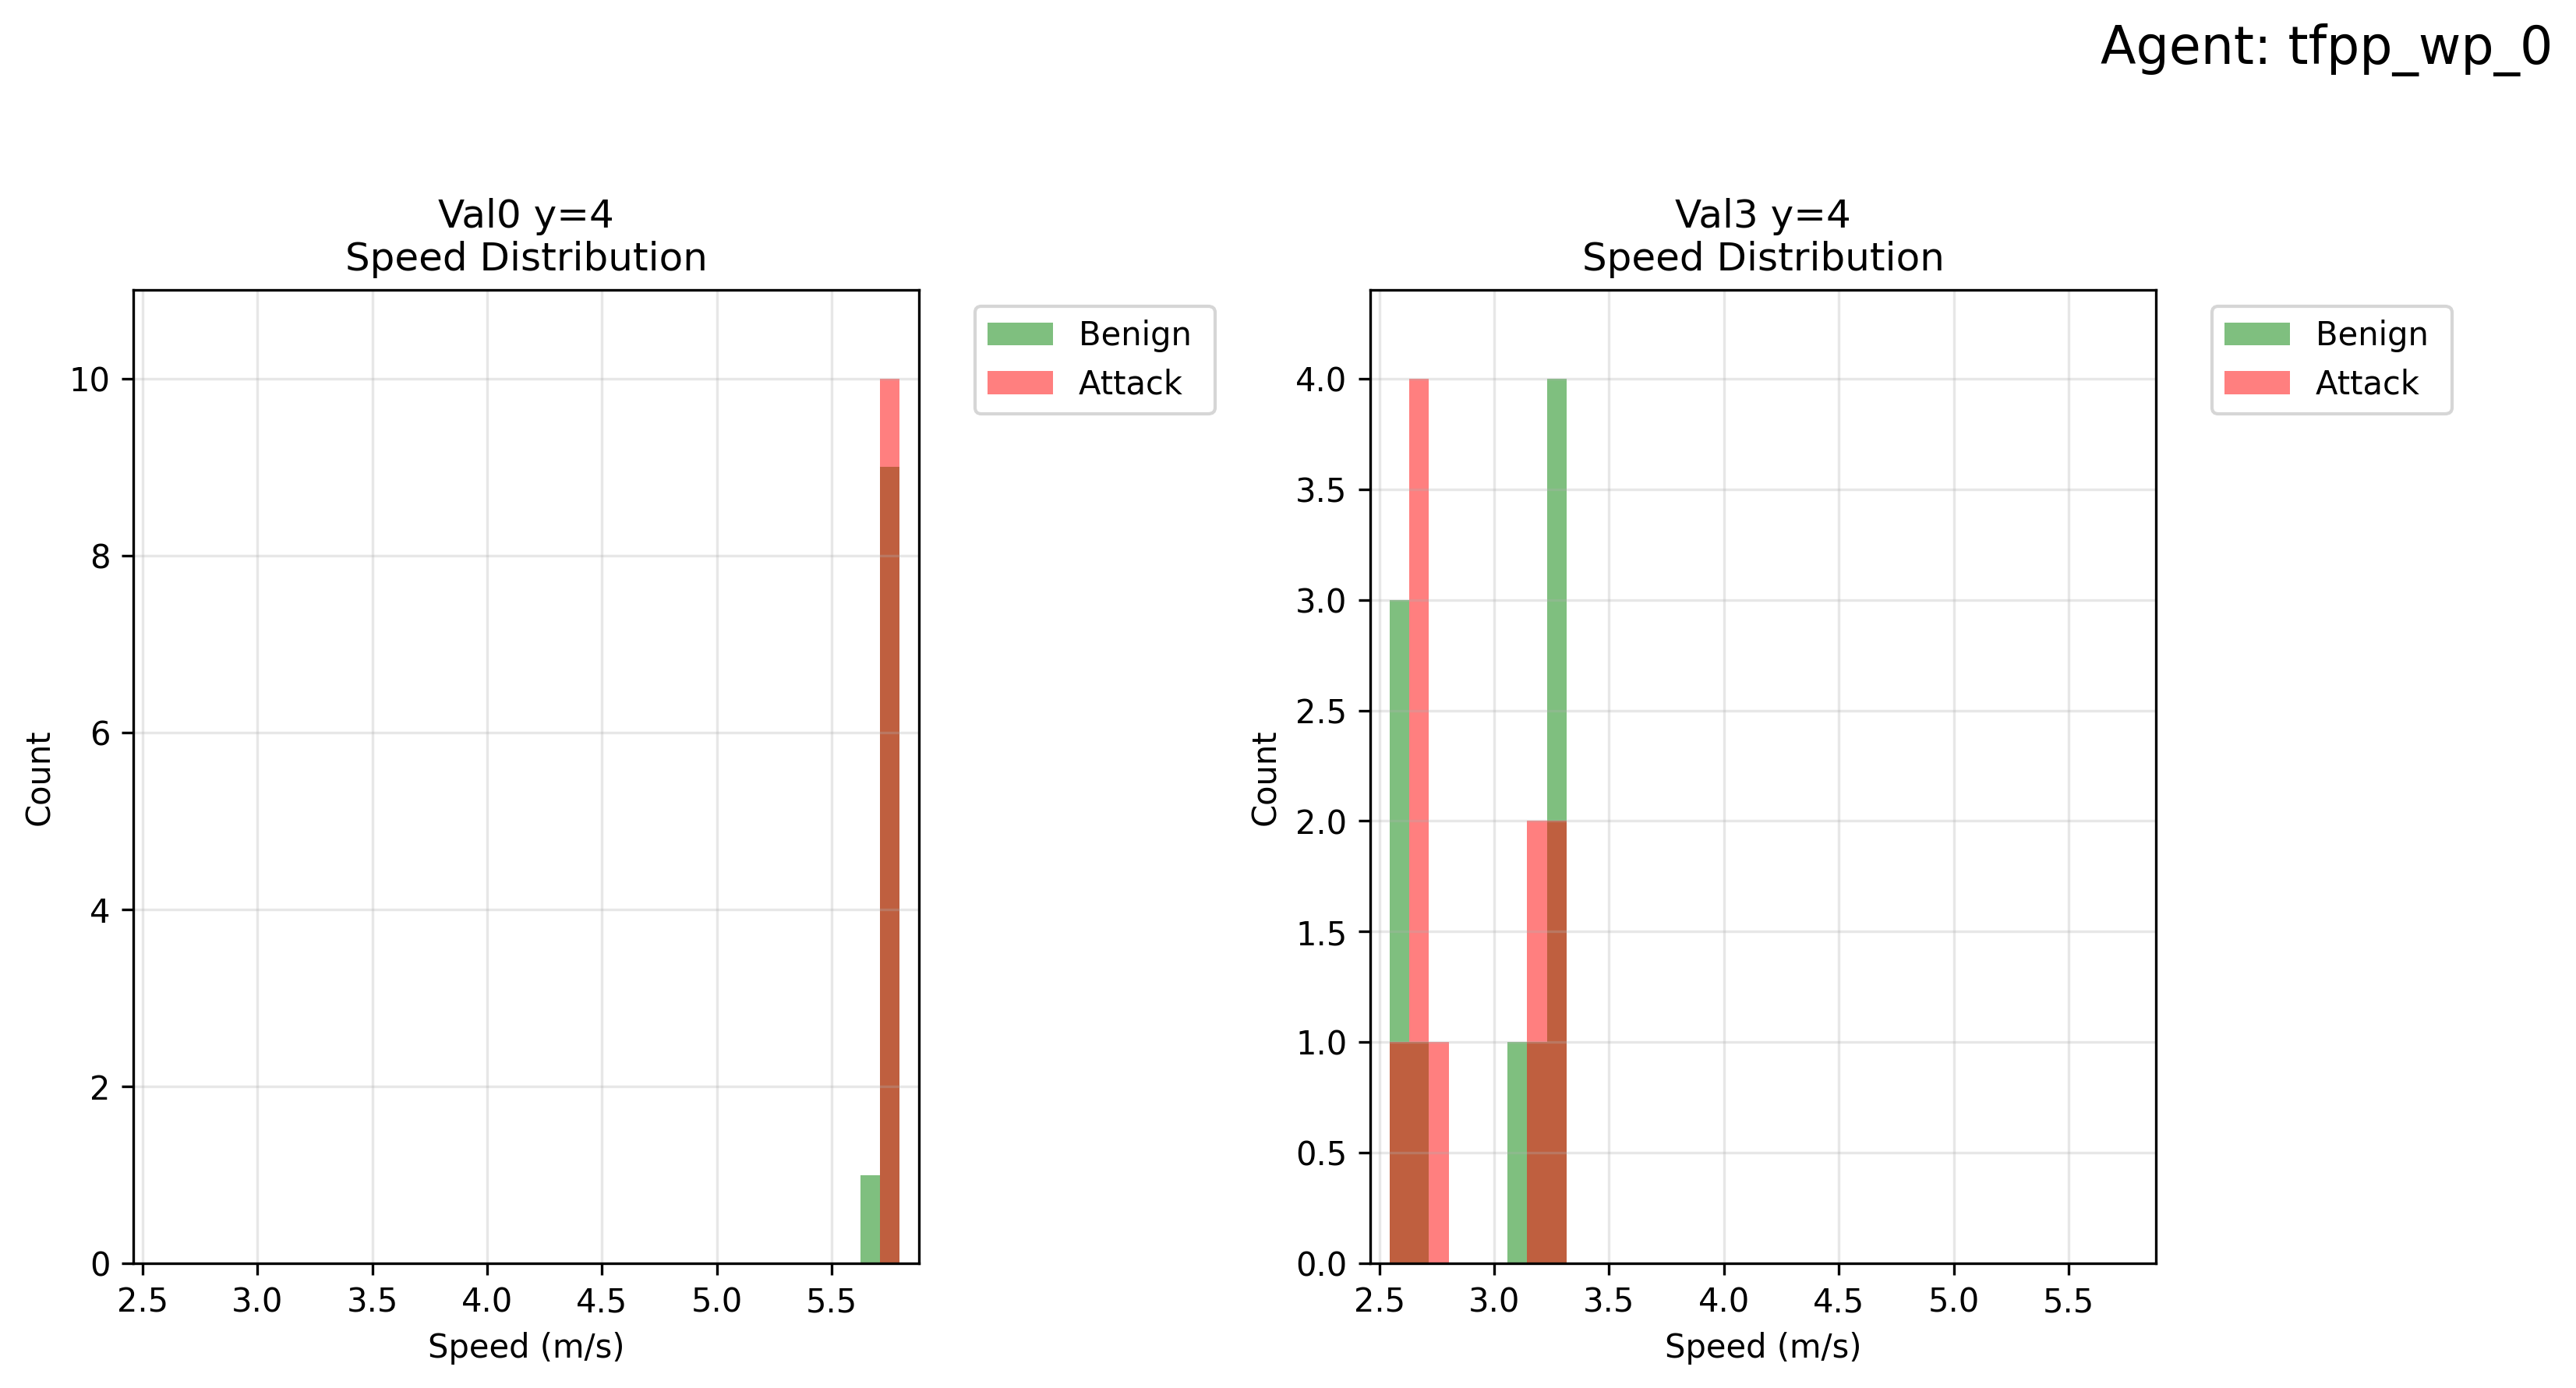 Agent: tfpp_wp_0
Val0 y=4
Speed Distribution
Count
10
8
6
4
2
0
2.5 3.0 3.5 4.0 4.5 5.0 5.5
Speed (m/s)
Benign
Attack
Val3 y=4
Speed Distribution
Count
4.0
3.5
3.0
2.5
2.0
1.5
1.0
0.5
0.0
2.5 3.0 3.5 4.0 4.5 5.0 5.5
Speed (m/s)
Benign
Attack